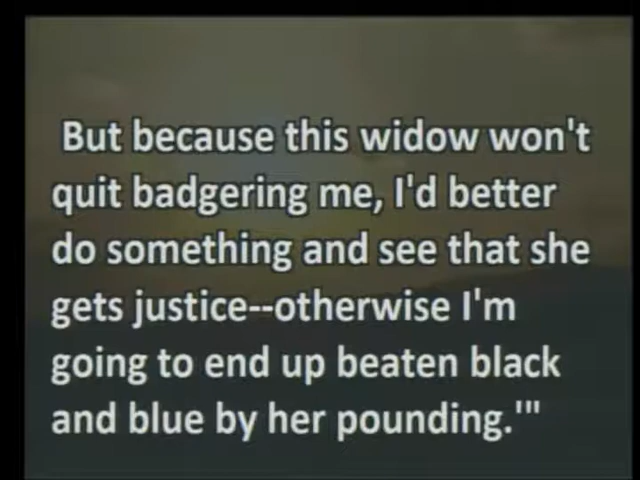 But because this widow won't
quit badgering me, I'd better
do something and see that she
gets justice--otherwise I'm
going to end up beaten black
and blue by her pounding.'"